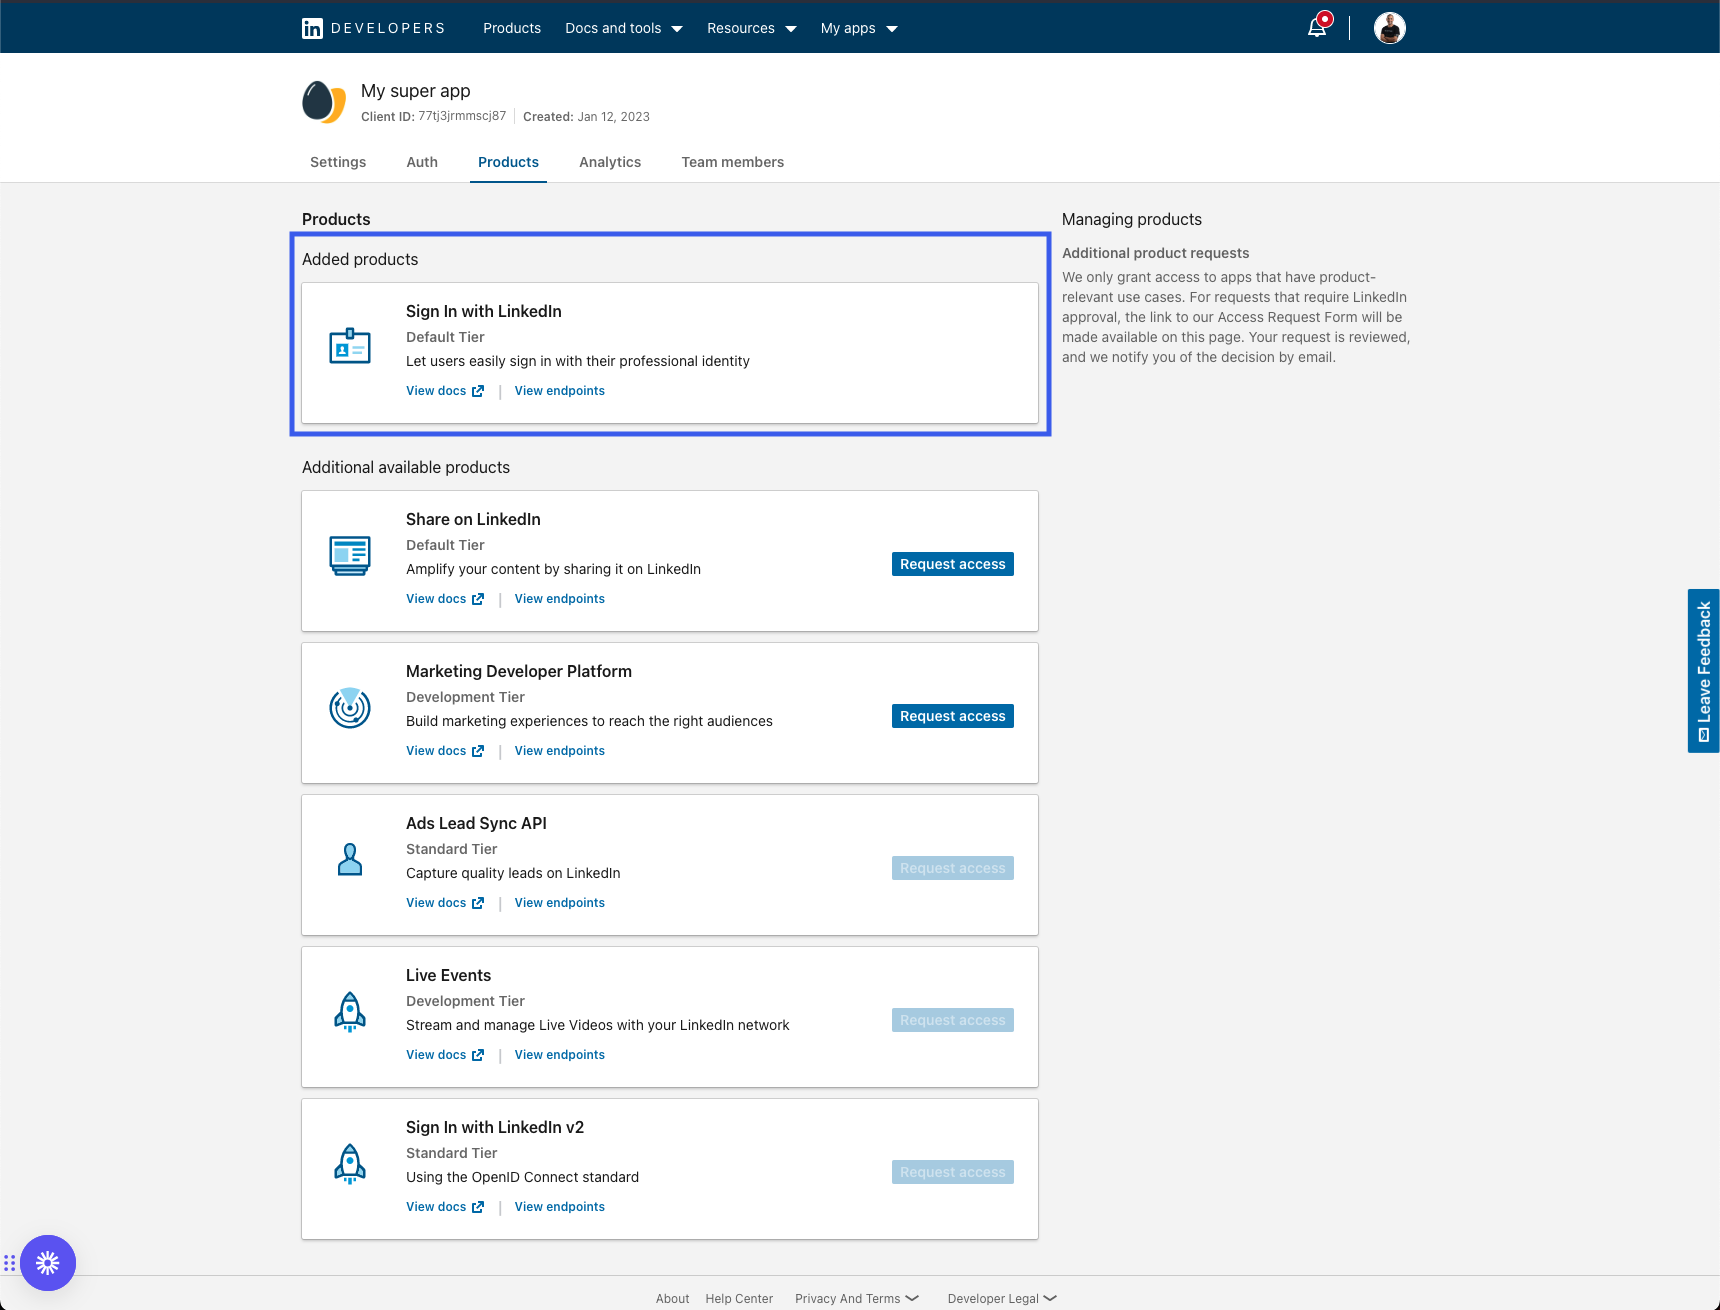 in DEVELOPERS Products Docs and tools Resources My apps
My super app
Client ID: 77tj3jrmmscj87 Created: Jan 12, 2023
Settings Auth Products Analytics Team members
Products
Added products
Sign In with LinkedIn
Default Tier
Let users easily sign in with their professional identity
View docs | View endpoints
Additional available products
Share on LinkedIn
Default Tier
Amplify your content by sharing it on LinkedIn
Request access
View docs | View endpoints
Marketing Developer Platform
Development Tier
Build marketing experiences to reach the right audiences
Request access
View docs | View endpoints
Ads Lead Sync API
Standard Tier
Capture quality leads on LinkedIn
Request access
View docs | View endpoints
Live Events
Development Tier
Stream and manage Live Videos with your LinkedIn network
Request access
View docs | View endpoints
Sign In with LinkedIn v2
Standard Tier
Using the OpenID Connect standard
Request access
View docs | View endpoints
Managing products
Additional product requests
We only grant access to apps that have product-
relevant use cases. For requests that require LinkedIn
approval, the link to our Access Request Form will be
made available on this page. Your request is reviewed,
and we notify you of the decision by email.
Leave Feedback
About Help Center Privacy And Terms Developer Legal